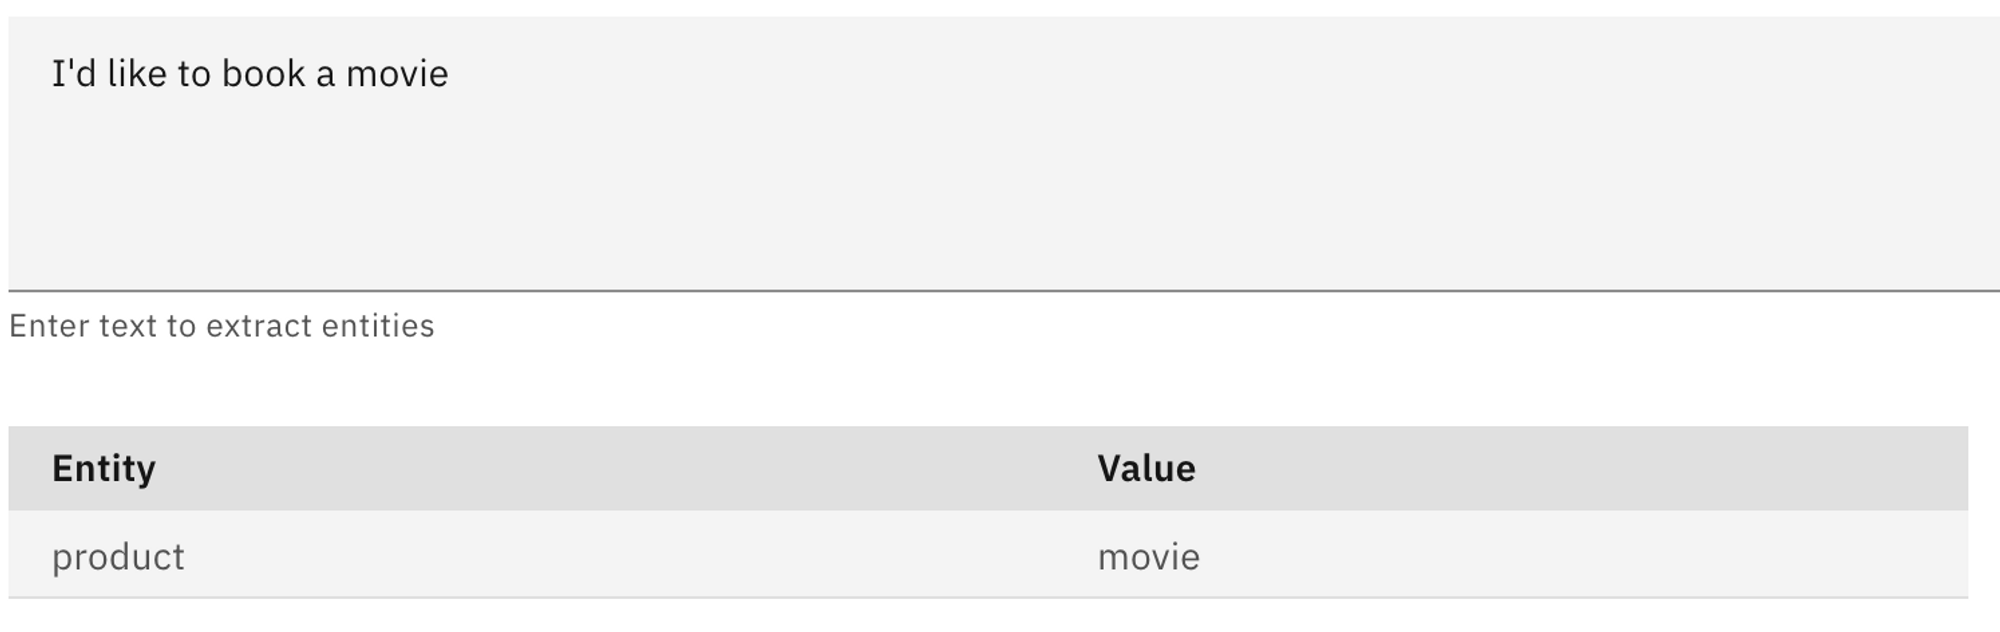 I'd like to book a movie
Enter text to extract entities
Entity Value
product movie